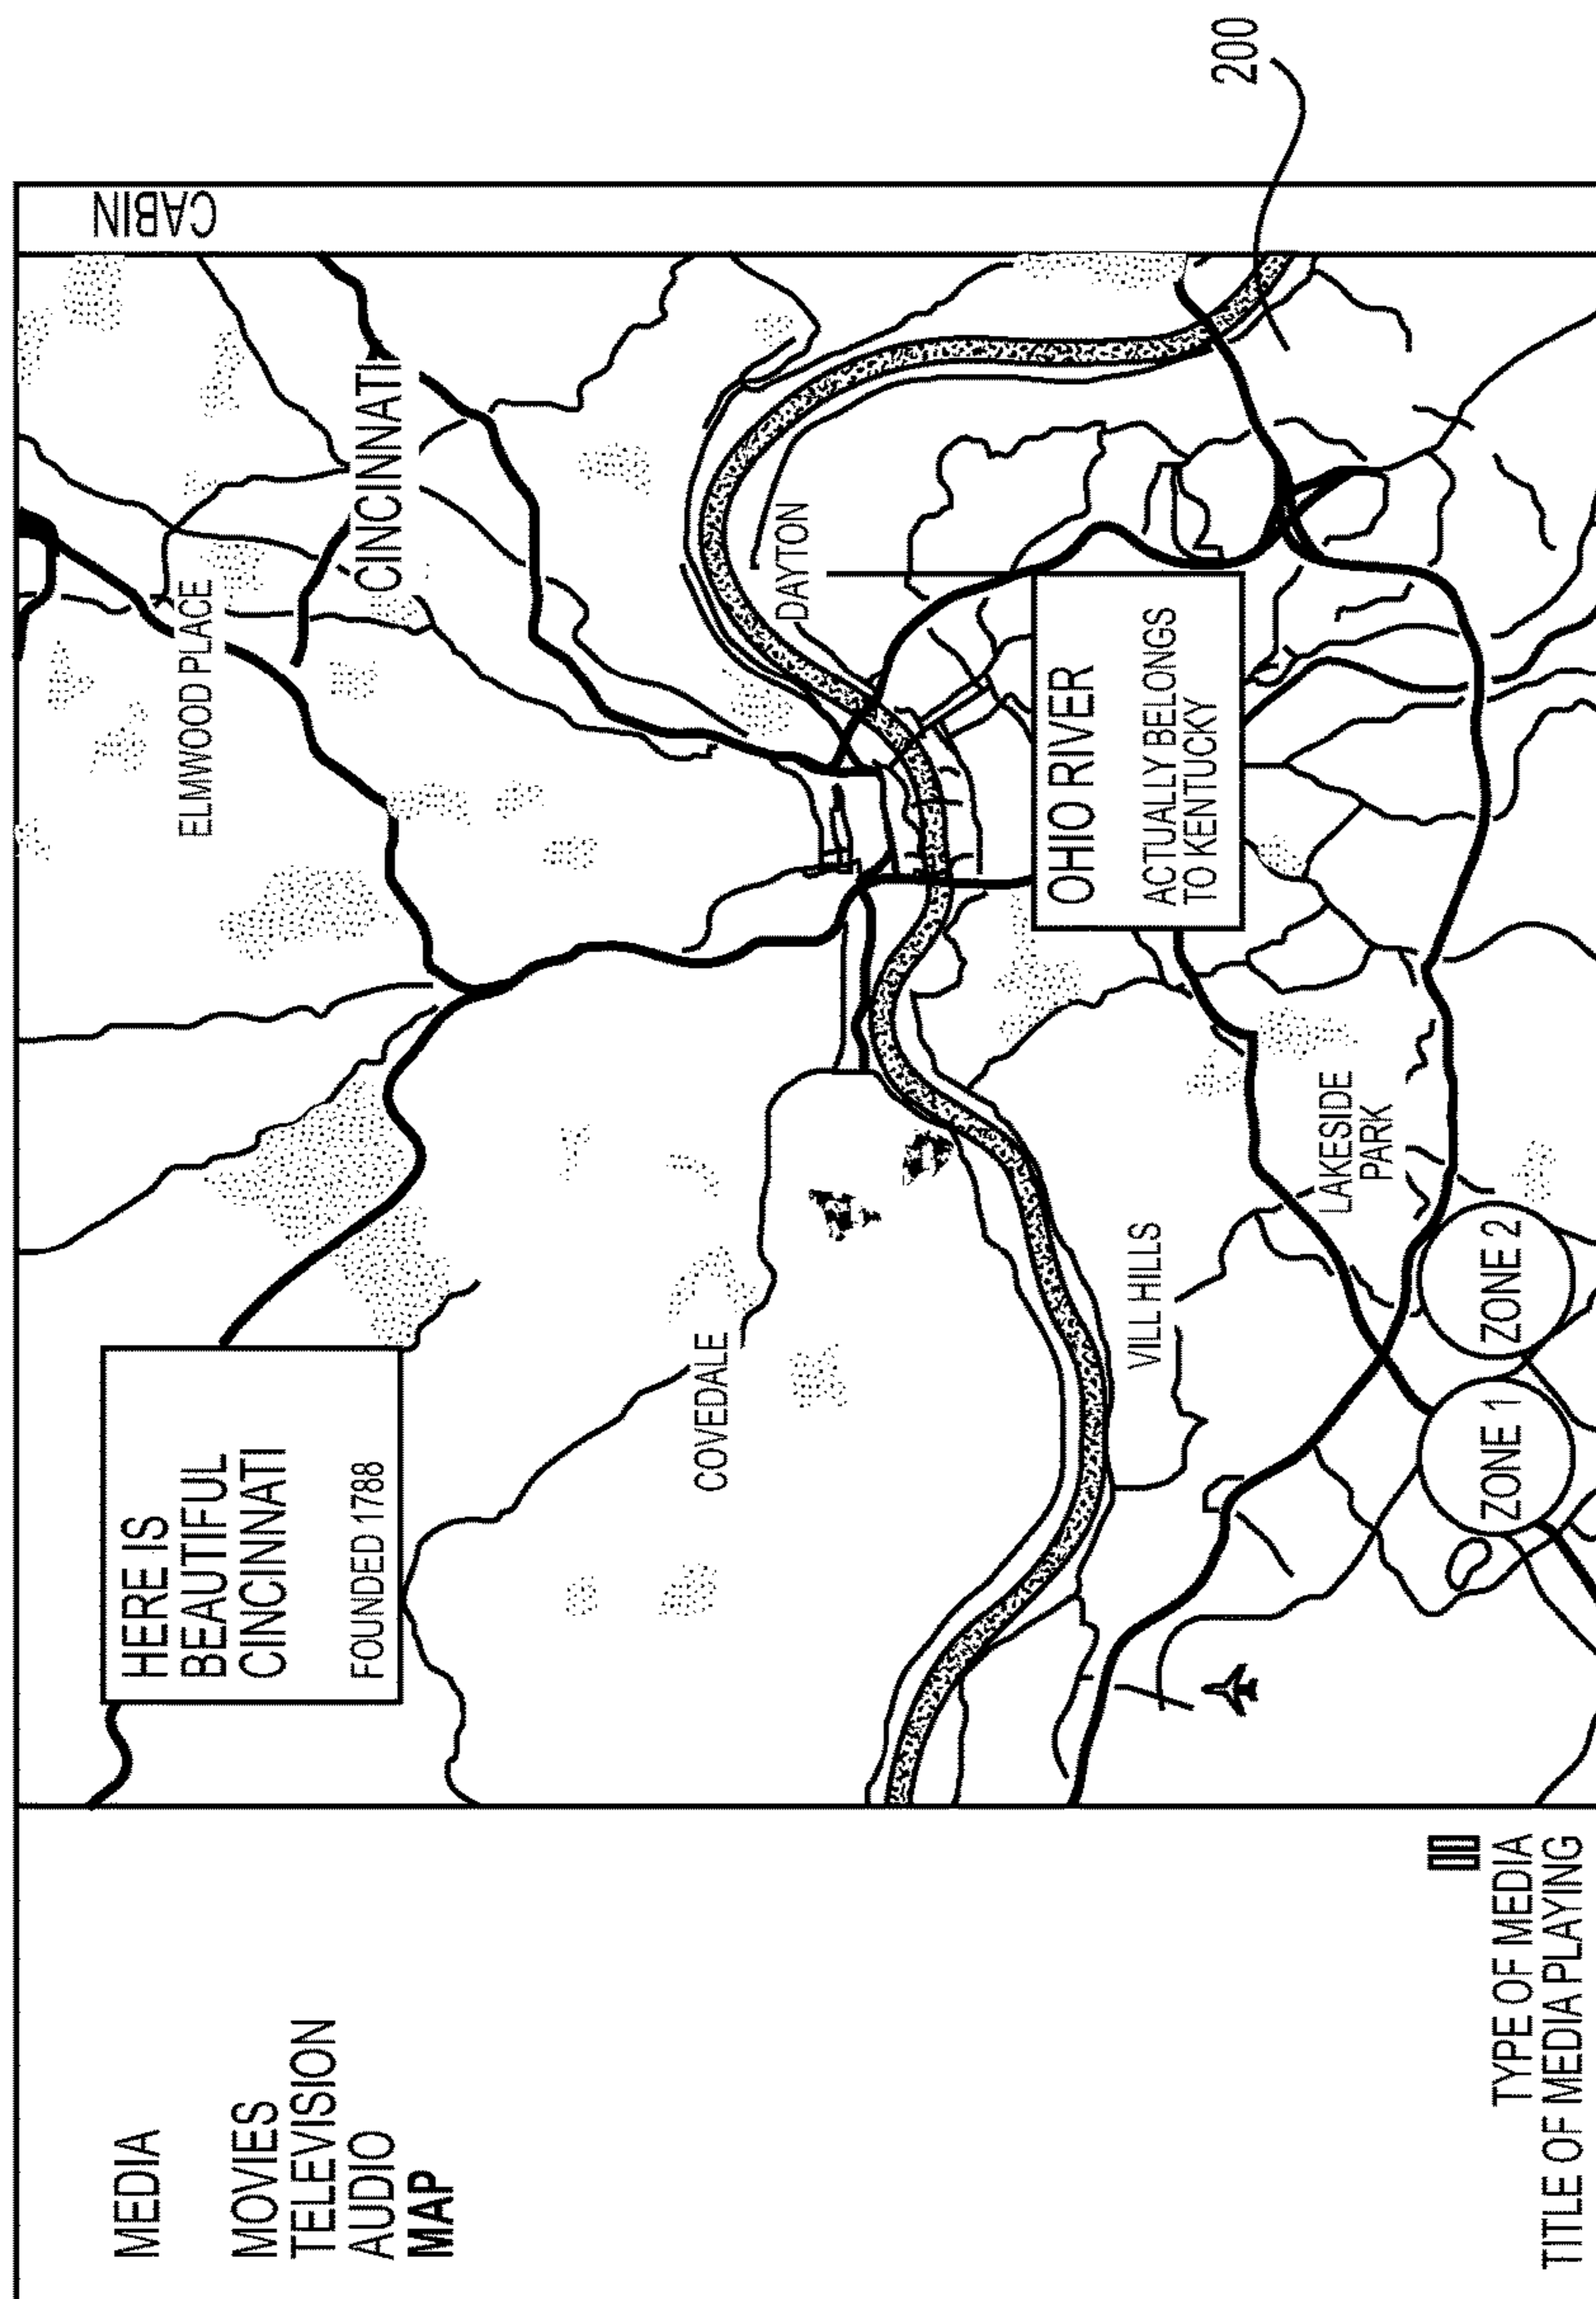 MEDIA
MOVIES
TELEVISION
AUDIO
MAP
TYPE OF MEDIA
TITLE OF MEDIA PLAYING
HERE IS
BEAUTIFUL
CINCINNATI
FOUNDED 1788
ELMWOOD PLACE
CINCINNATI
COVEDALE
DAYTON
OHIO RIVER
ACTUALLY BELONGS
TO KENTUCKY
VILL HILLS
LAKESIDE
PARK
ZONE 1
ZONE 2
CABIN
200